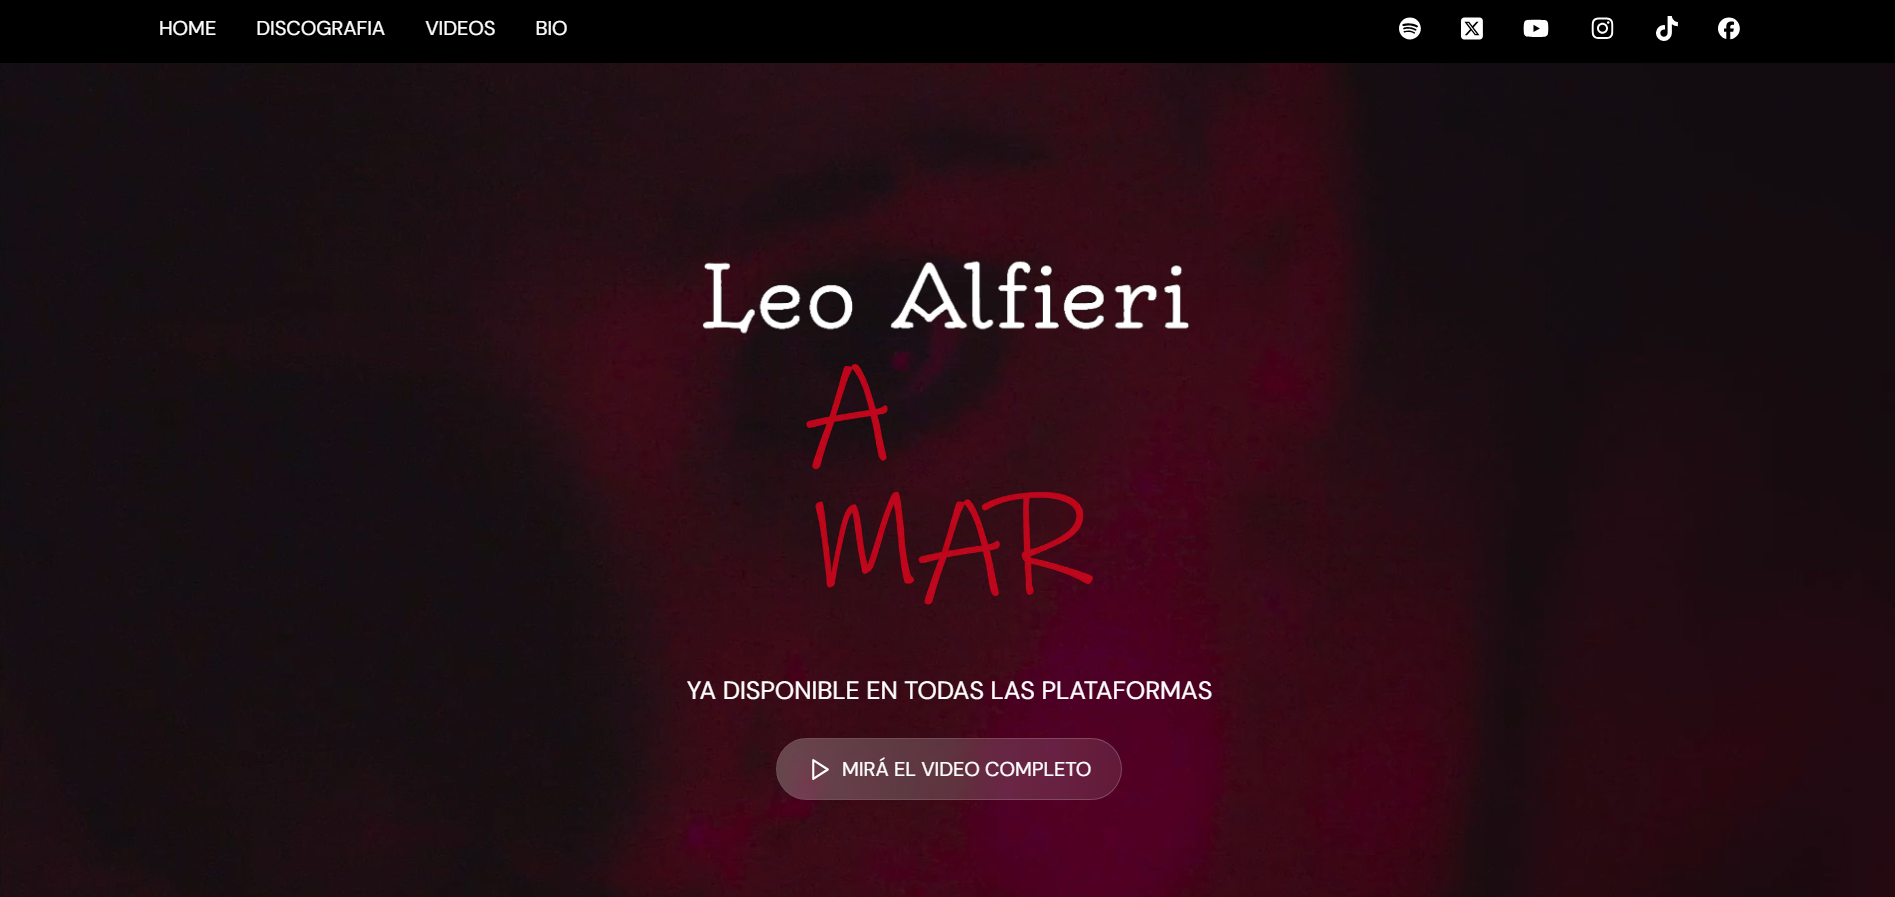 HOME DISCOGRAFIA VIDEOS BIO
Leo Alfieri
A
MAR
YA DISPONIBLE EN TODAS LAS PLATAFORMAS
MIRÁ EL VIDEO COMPLETO